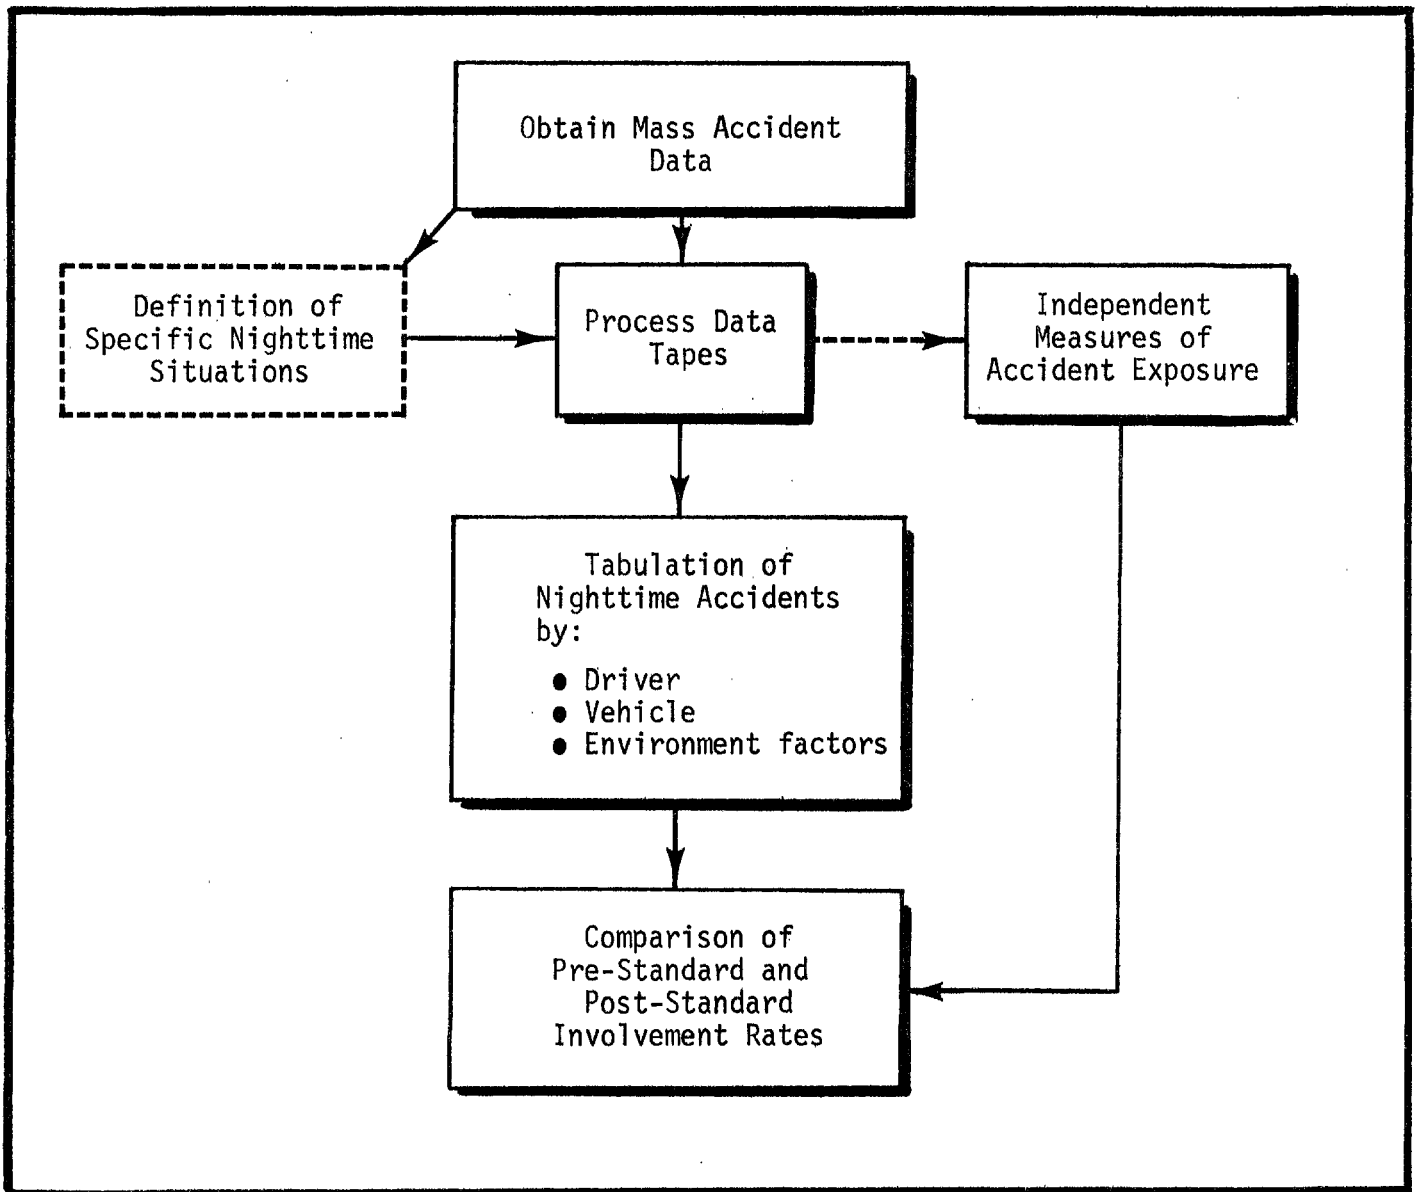 Obtain Mass Accident
Data
Definition of
Specific Nighttime
Situations
Process Data
Tapes
Independent
Measures of
Accident Exposure
Tabulation of
Nighttime Accidents
by:
● Driver
● Vehicle
● Environment factors
Comparison of
Pre-Standard and
Post-Standard
Involvement Rates